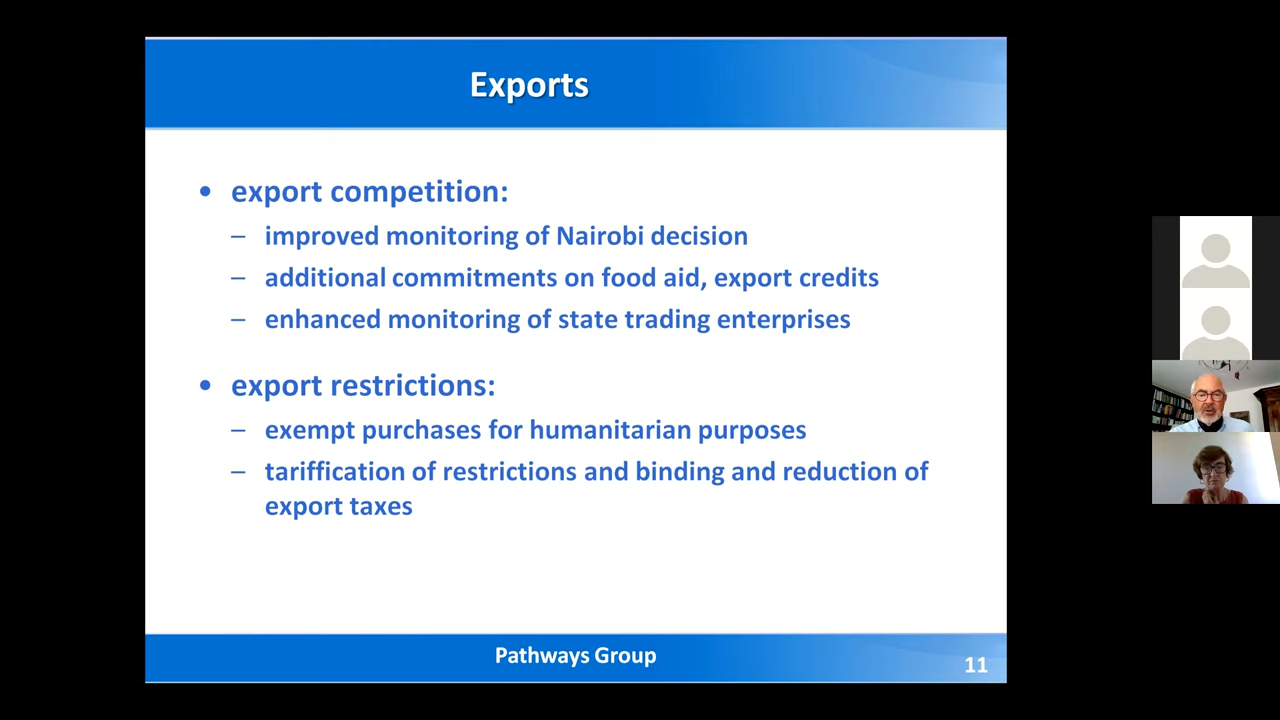 Exports
• export competition:
– improved monitoring of Nairobi decision
– additional commitments on food aid, export credits
– enhanced monitoring of state trading enterprises
• export restrictions:
– exempt purchases for humanitarian purposes
– tariffication of restrictions and binding and reduction of
export taxes
Pathways Group
11